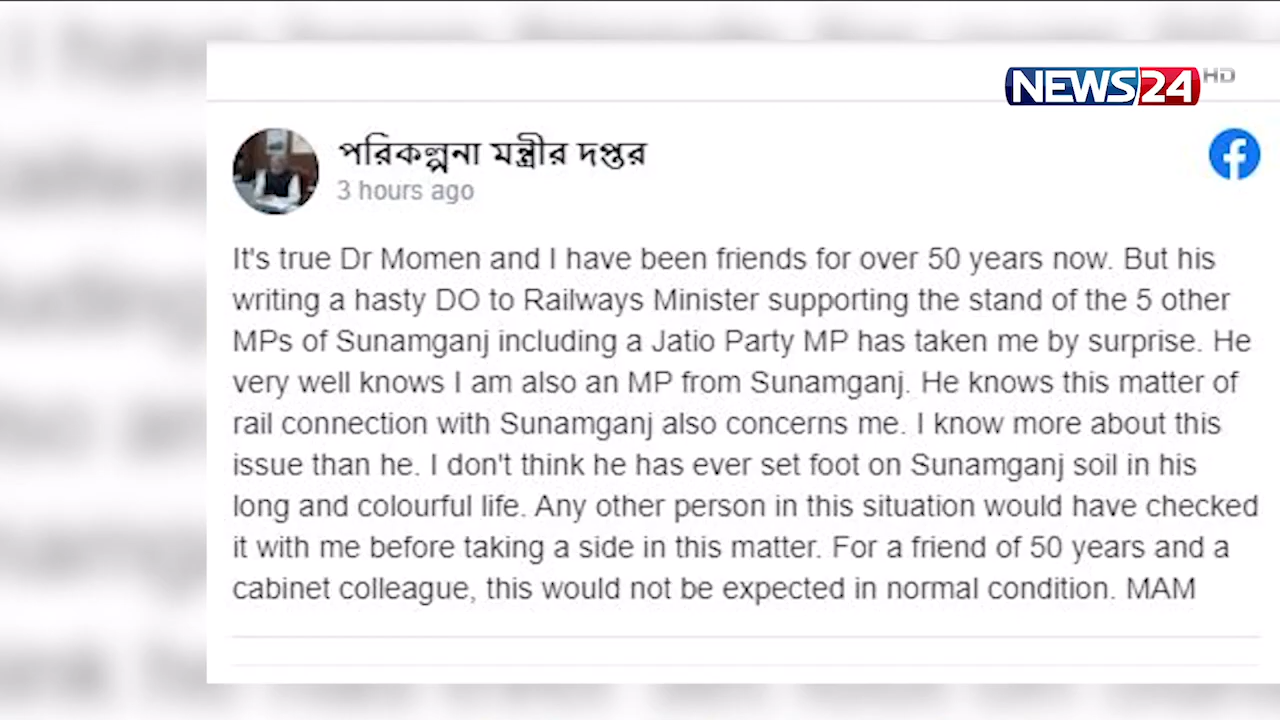 NEWS24 HD
পরিকল্পনা মন্ত্রীর দপ্তর
3 hours ago
It's true Dr Momen and I have been friends for over 50 years now. But his
writing a hasty DO to Railways Minister supporting the stand of the 5 other
MPs of Sunamganj including a Jatio Party MP has taken me by surprise. He
very well knows I am also an MP from Sunamganj. He knows this matter of
rail connection with Sunamganj also concerns me. I know more about this
issue than he. I don't think he has ever set foot on Sunamganj soil in his
long and colourful life. Any other person in this situation would have checked
it with me before taking a side in this matter. For a friend of 50 years and a
cabinet colleague, this would not be expected in normal condition. MAM